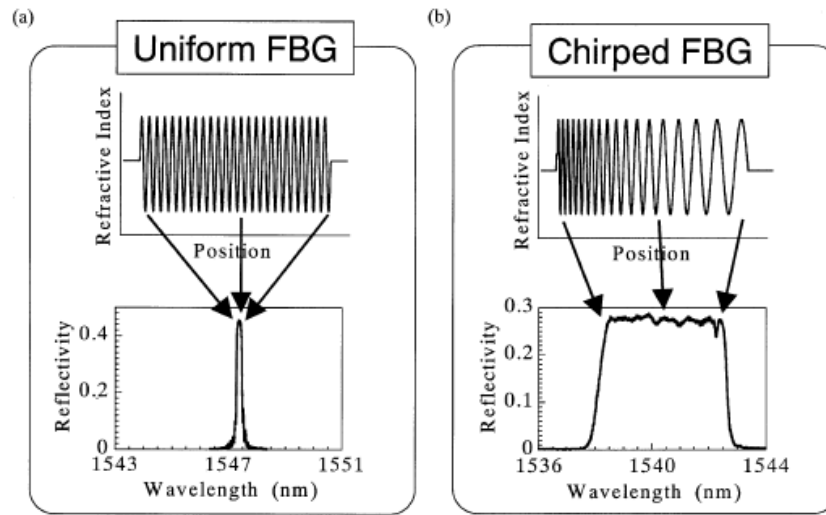 (a)
Uniform FBG
Refractive Index
Position
0.4
0.2
0
Reflectivity
1543
1547
1551
Wavelength (nm)
(b)
Chirped FBG
Refractive Index
Position
0.3
0.2
0.1
0
Reflectivity
1536
1540
1544
Wavelength (nm)